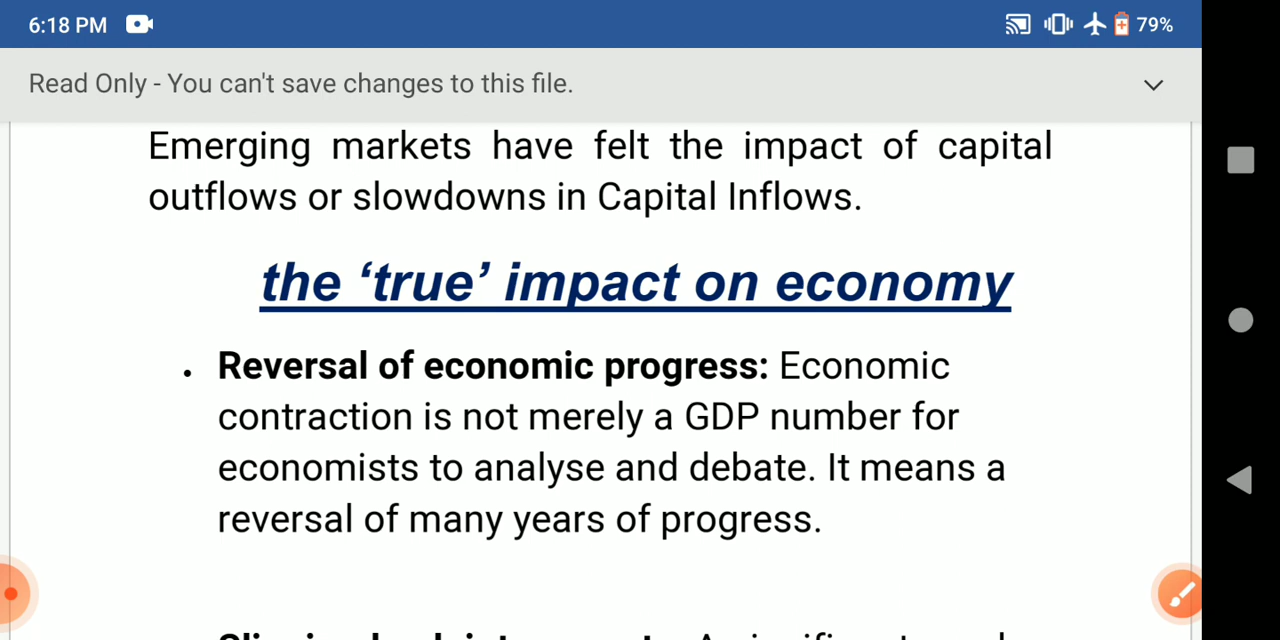 6:18 PM 79%
Read Only - You can't save changes to this file.
Emerging markets have felt the impact of capital
outflows or slowdowns in Capital Inflows.
the ‘true’ impact on economy
• Reversal of economic progress: Economic
contraction is not merely a GDP number for
economists to analyse and debate. It means a
reversal of many years of progress.